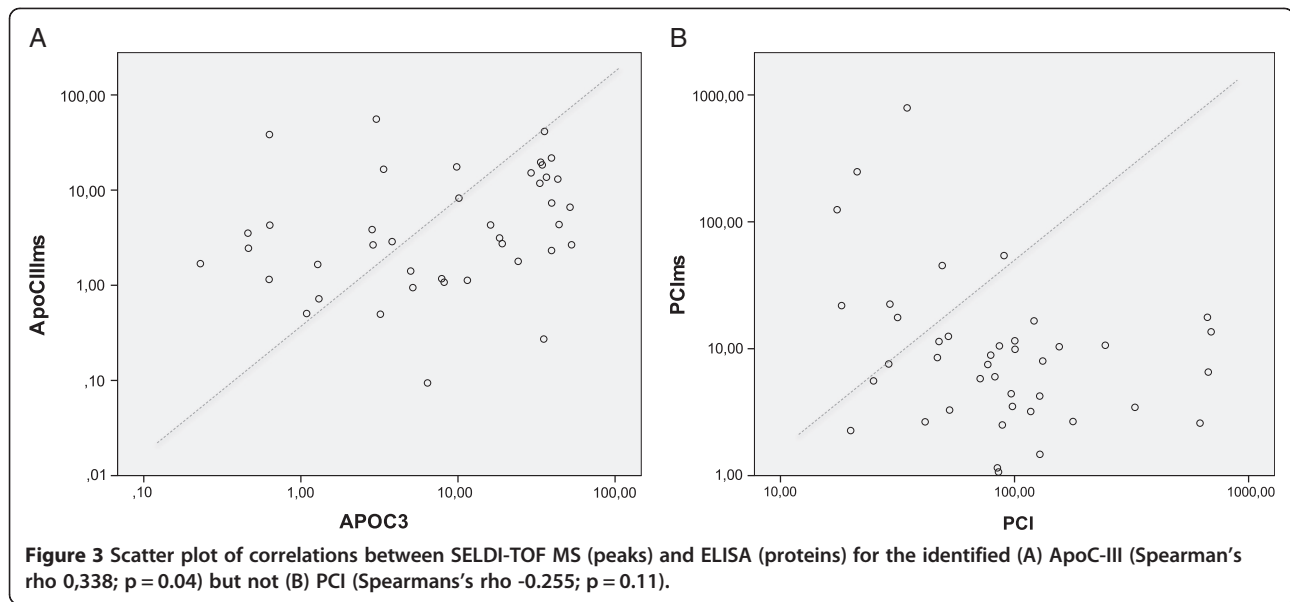 A
ApoCIIIms
100,00
10,00
1,00
,10
,01
,10
1,00
10,00
100,00
APOC3
B
PCIms
1000,00
100,00
10,00
1,00
10,00
100,00
1000,00
PCI
Figure 3 Scatter plot of correlations between SELDI-TOF MS (peaks) and ELISA (proteins) for the identified (A) ApoC-III (Spearman's
rho 0,338; p = 0.04) but not (B) PCI (Spearmans's rho -0.255; p = 0.11).